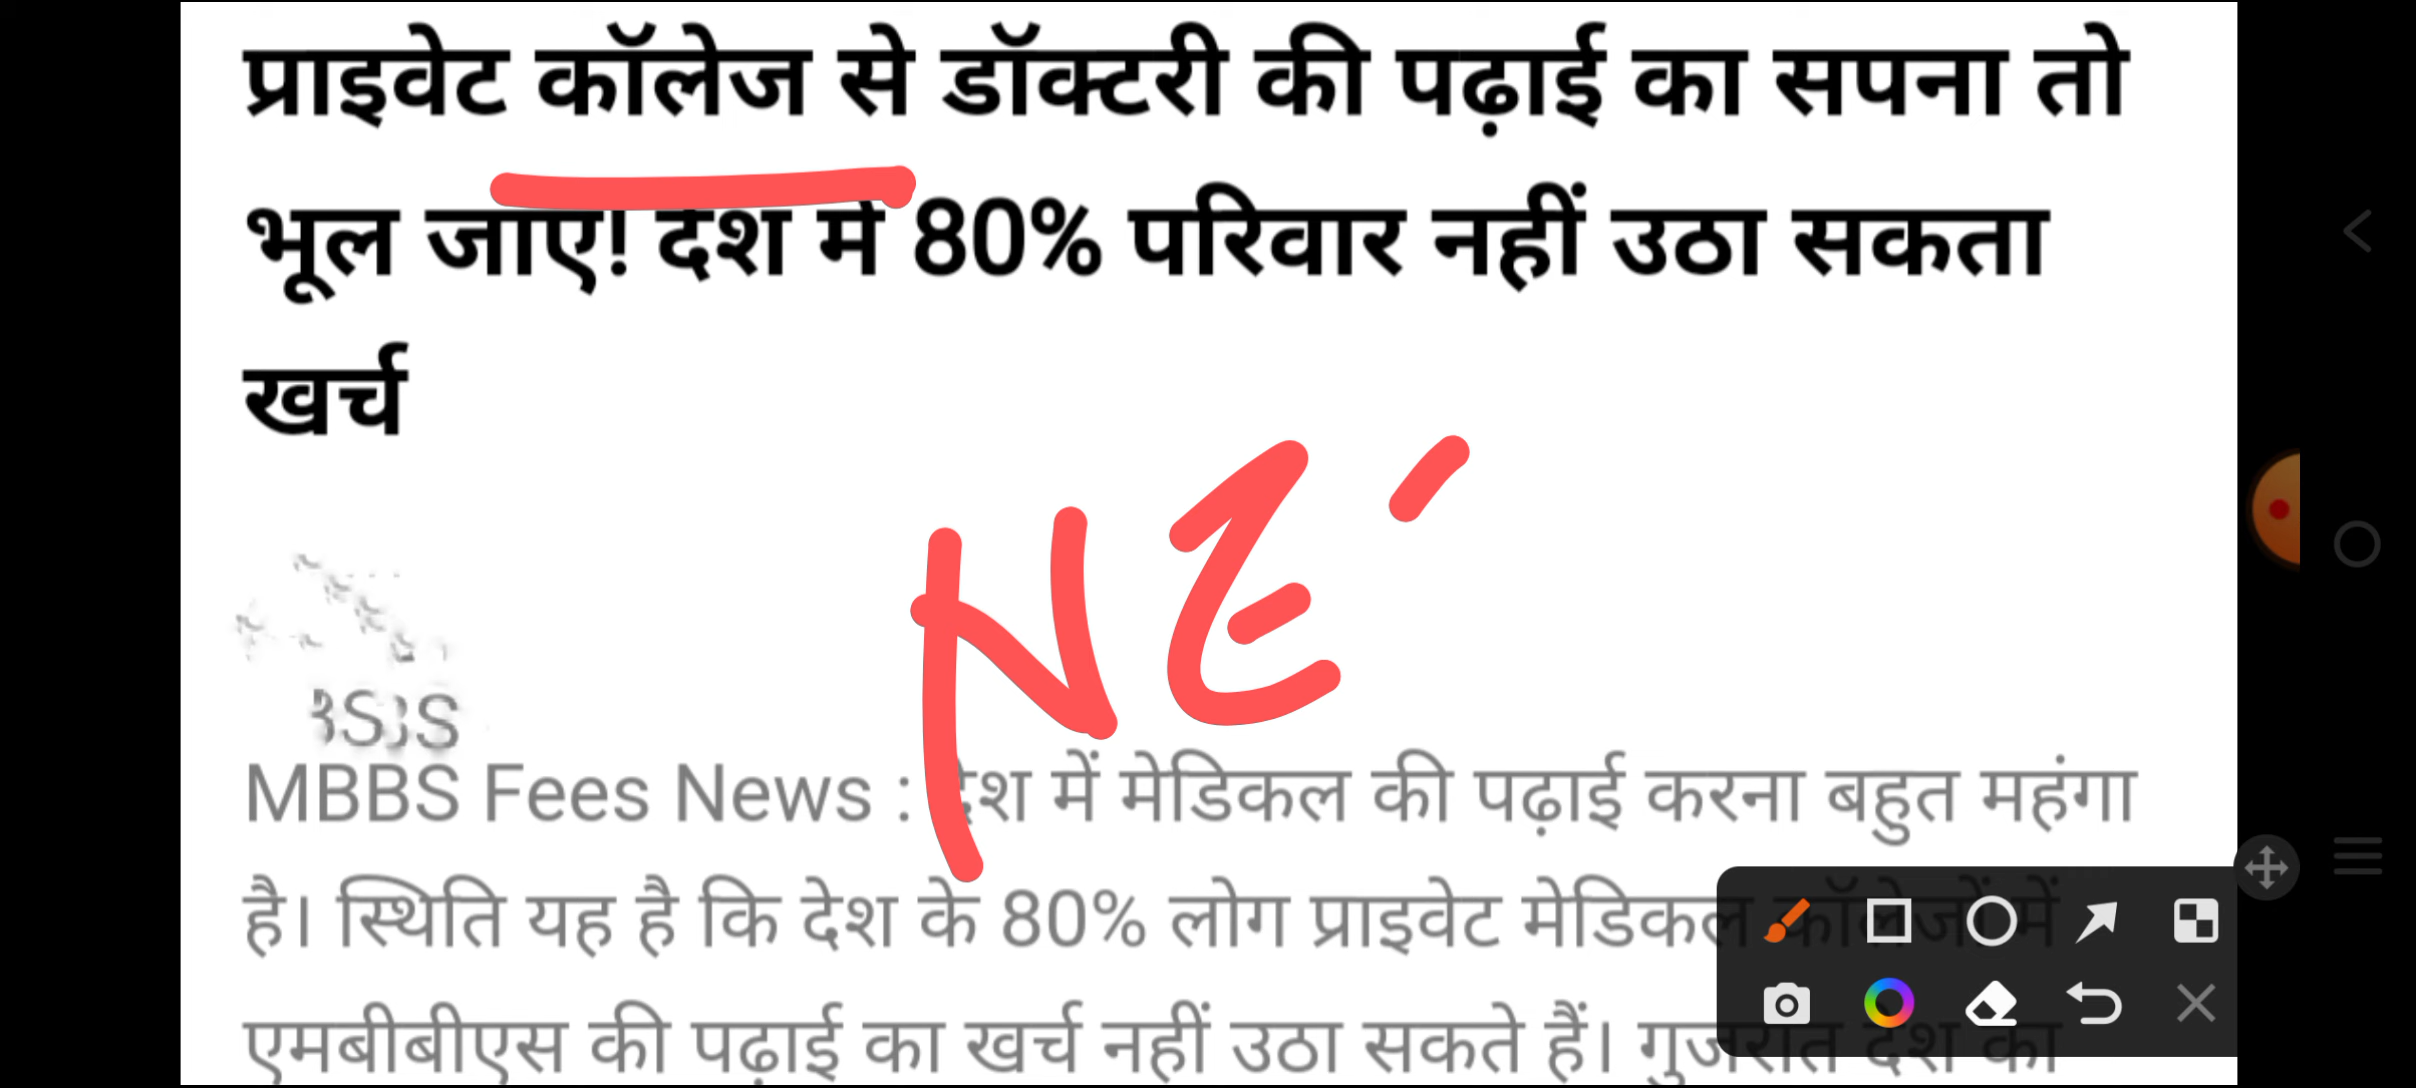 प्राइवेट कॉलेज से डॉक्टरी की पढ़ाई का सपना तो
भूल जाए! देश में 80% परिवार नहीं उठा सकता
खर्च
NE
MBBS Fees News : देश में मेडिकल की पढ़ाई करना बहुत महंगा
है। स्थिति यह है कि देश के 80% लोग प्राइवेट मेडिकल कॉलेजों में
एमबीबीएस की पढ़ाई का खर्च नहीं उठा सकते हैं। गुजरात देश का